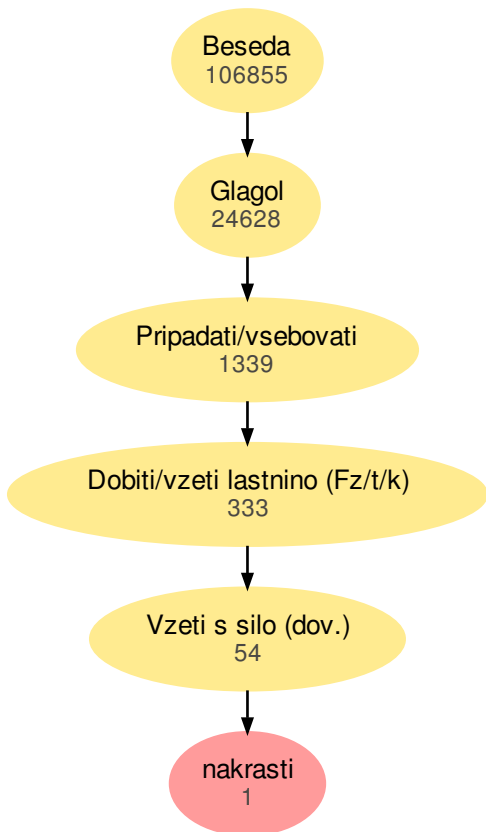 Beseda
106855
Glagol
24628
Pripadati/vsebovati
1339
Dobiti/vzeti lastnino (Fz/t/k)
333
Vzeti s silo (dov.)
54
nakrasti
1